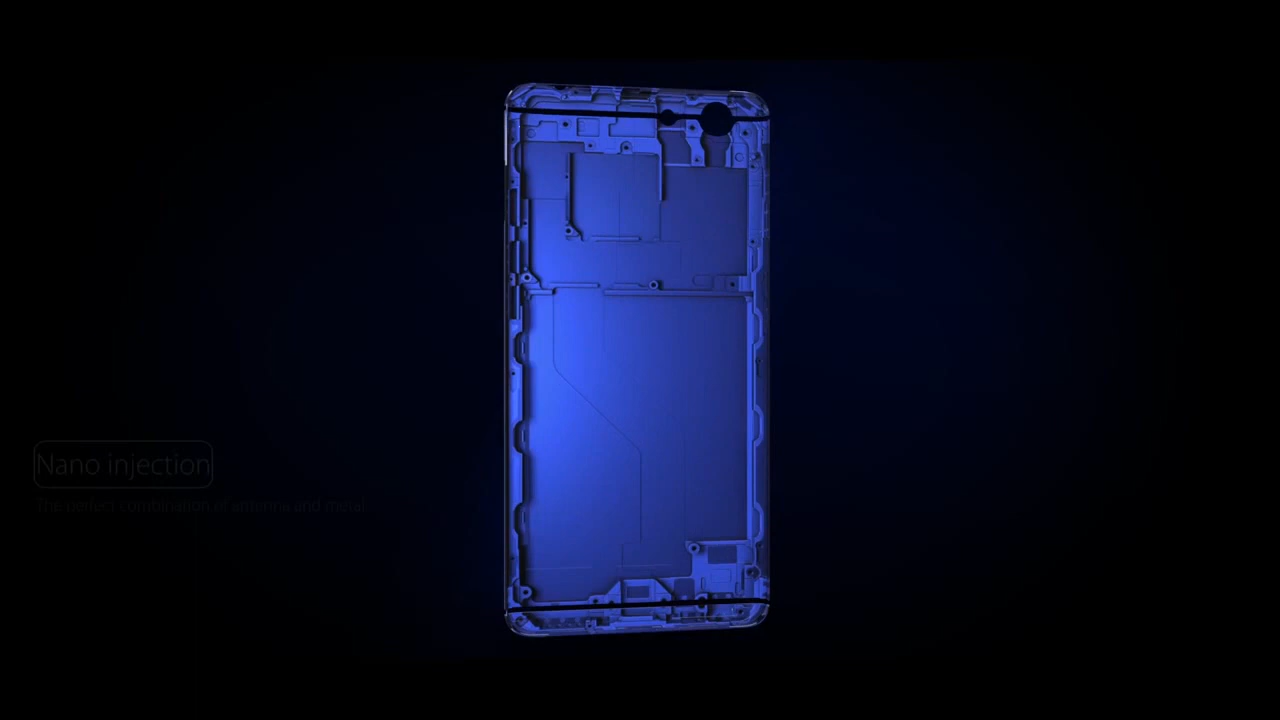 Nano injection
The perfect combination of antenna and metal